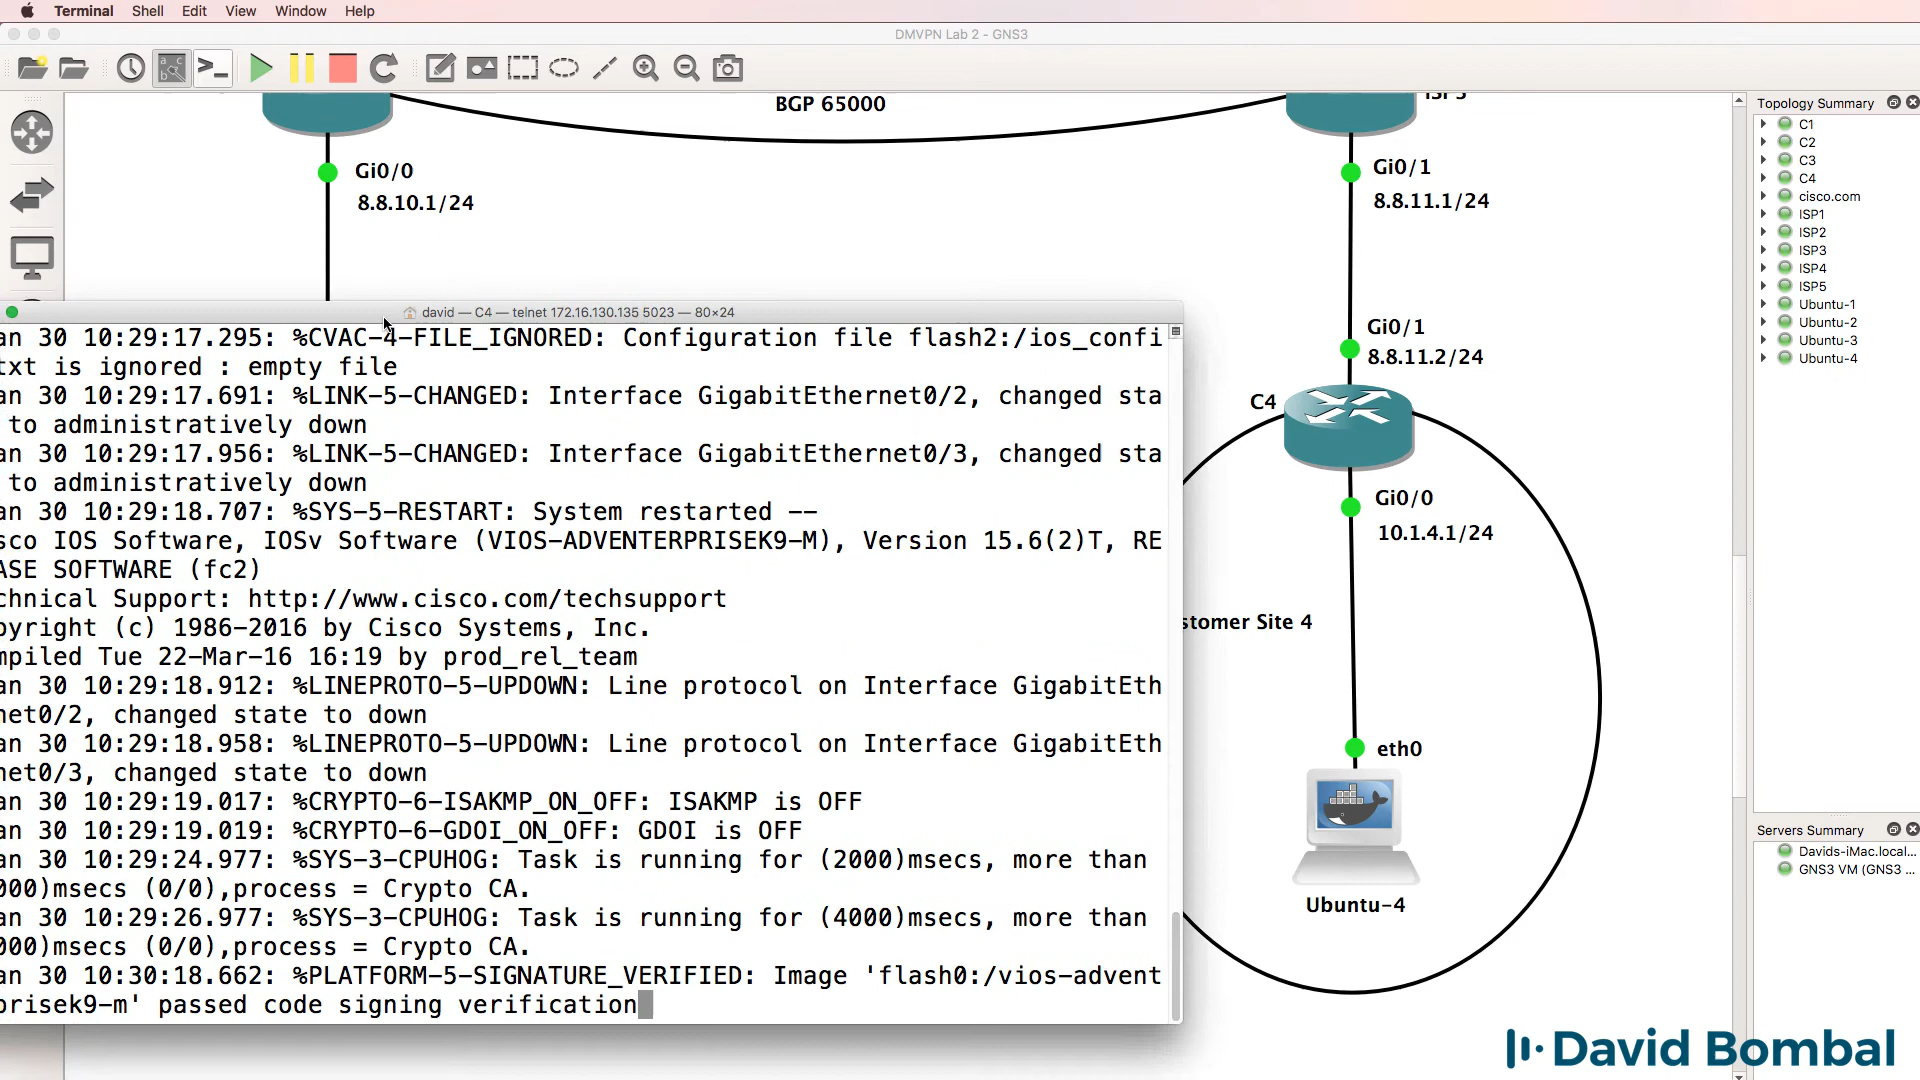 Terminal Shell Edit View Window Help
DMVPN Lab 2 - GNS3
BGP 65000
Gi0/0
8.8.10.1/24
Gi0/1
8.8.11.1/24
Gi0/1
8.8.11.2/24
C4
Gi0/0
10.1.4.1/24
stomer Site 4
eth0
Ubuntu-4
david — C4 — telnet 172.16.130.135 5023 — 80×24
an 30 10:29:17.295: %CVAC-4-FILE_IGNORED: Configuration file flash2:/ios_confi
txt is ignored : empty file
an 30 10:29:17.691: %LINK-5-CHANGED: Interface GigabitEthernet0/2, changed sta
to administratively down
an 30 10:29:17.956: %LINK-5-CHANGED: Interface GigabitEthernet0/3, changed sta
to administratively down
an 30 10:29:18.707: %SYS-5-RESTART: System restarted --
sco IOS Software, IOSv Software (VIOS-ADVENTERPRISEK9-M), Version 15.6(2)T, RE
ASE SOFTWARE (fc2)
chnical Support: http://www.cisco.com/techsupport
pyright (c) 1986-2016 by Cisco Systems, Inc.
mpiled Tue 22-Mar-16 16:19 by prod_rel_team
an 30 10:29:18.912: %LINEPROTO-5-UPDOWN: Line protocol on Interface GigabitEth
net0/2, changed state to down
an 30 10:29:18.958: %LINEPROTO-5-UPDOWN: Line protocol on Interface GigabitEth
net0/3, changed state to down
an 30 10:29:19.017: %CRYPTO-6-ISAKMP_ON_OFF: ISAKMP is OFF
an 30 10:29:19.019: %CRYPTO-6-GDOI_ON_OFF: GDOI is OFF
an 30 10:29:24.977: %SYS-3-CPUHOG: Task is running for (2000)msecs, more than
000)msecs (0/0),process = Crypto CA.
an 30 10:29:26.977: %SYS-3-CPUHOG: Task is running for (4000)msecs, more than
000)msecs (0/0),process = Crypto CA.
an 30 10:30:18.662: %PLATFORM-5-SIGNATURE_VERIFIED: Image 'flash0:/vios-advent
prisek9-m' passed code signing verification
Topology Summary
C1
C2
C3
C4
cisco.com
ISP1
ISP2
ISP3
ISP4
ISP5
Ubuntu-1
Ubuntu-2
Ubuntu-3
Ubuntu-4
Servers Summary
Davids-iMac.local...
GNS3 VM (GNS3 ...
David Bombal